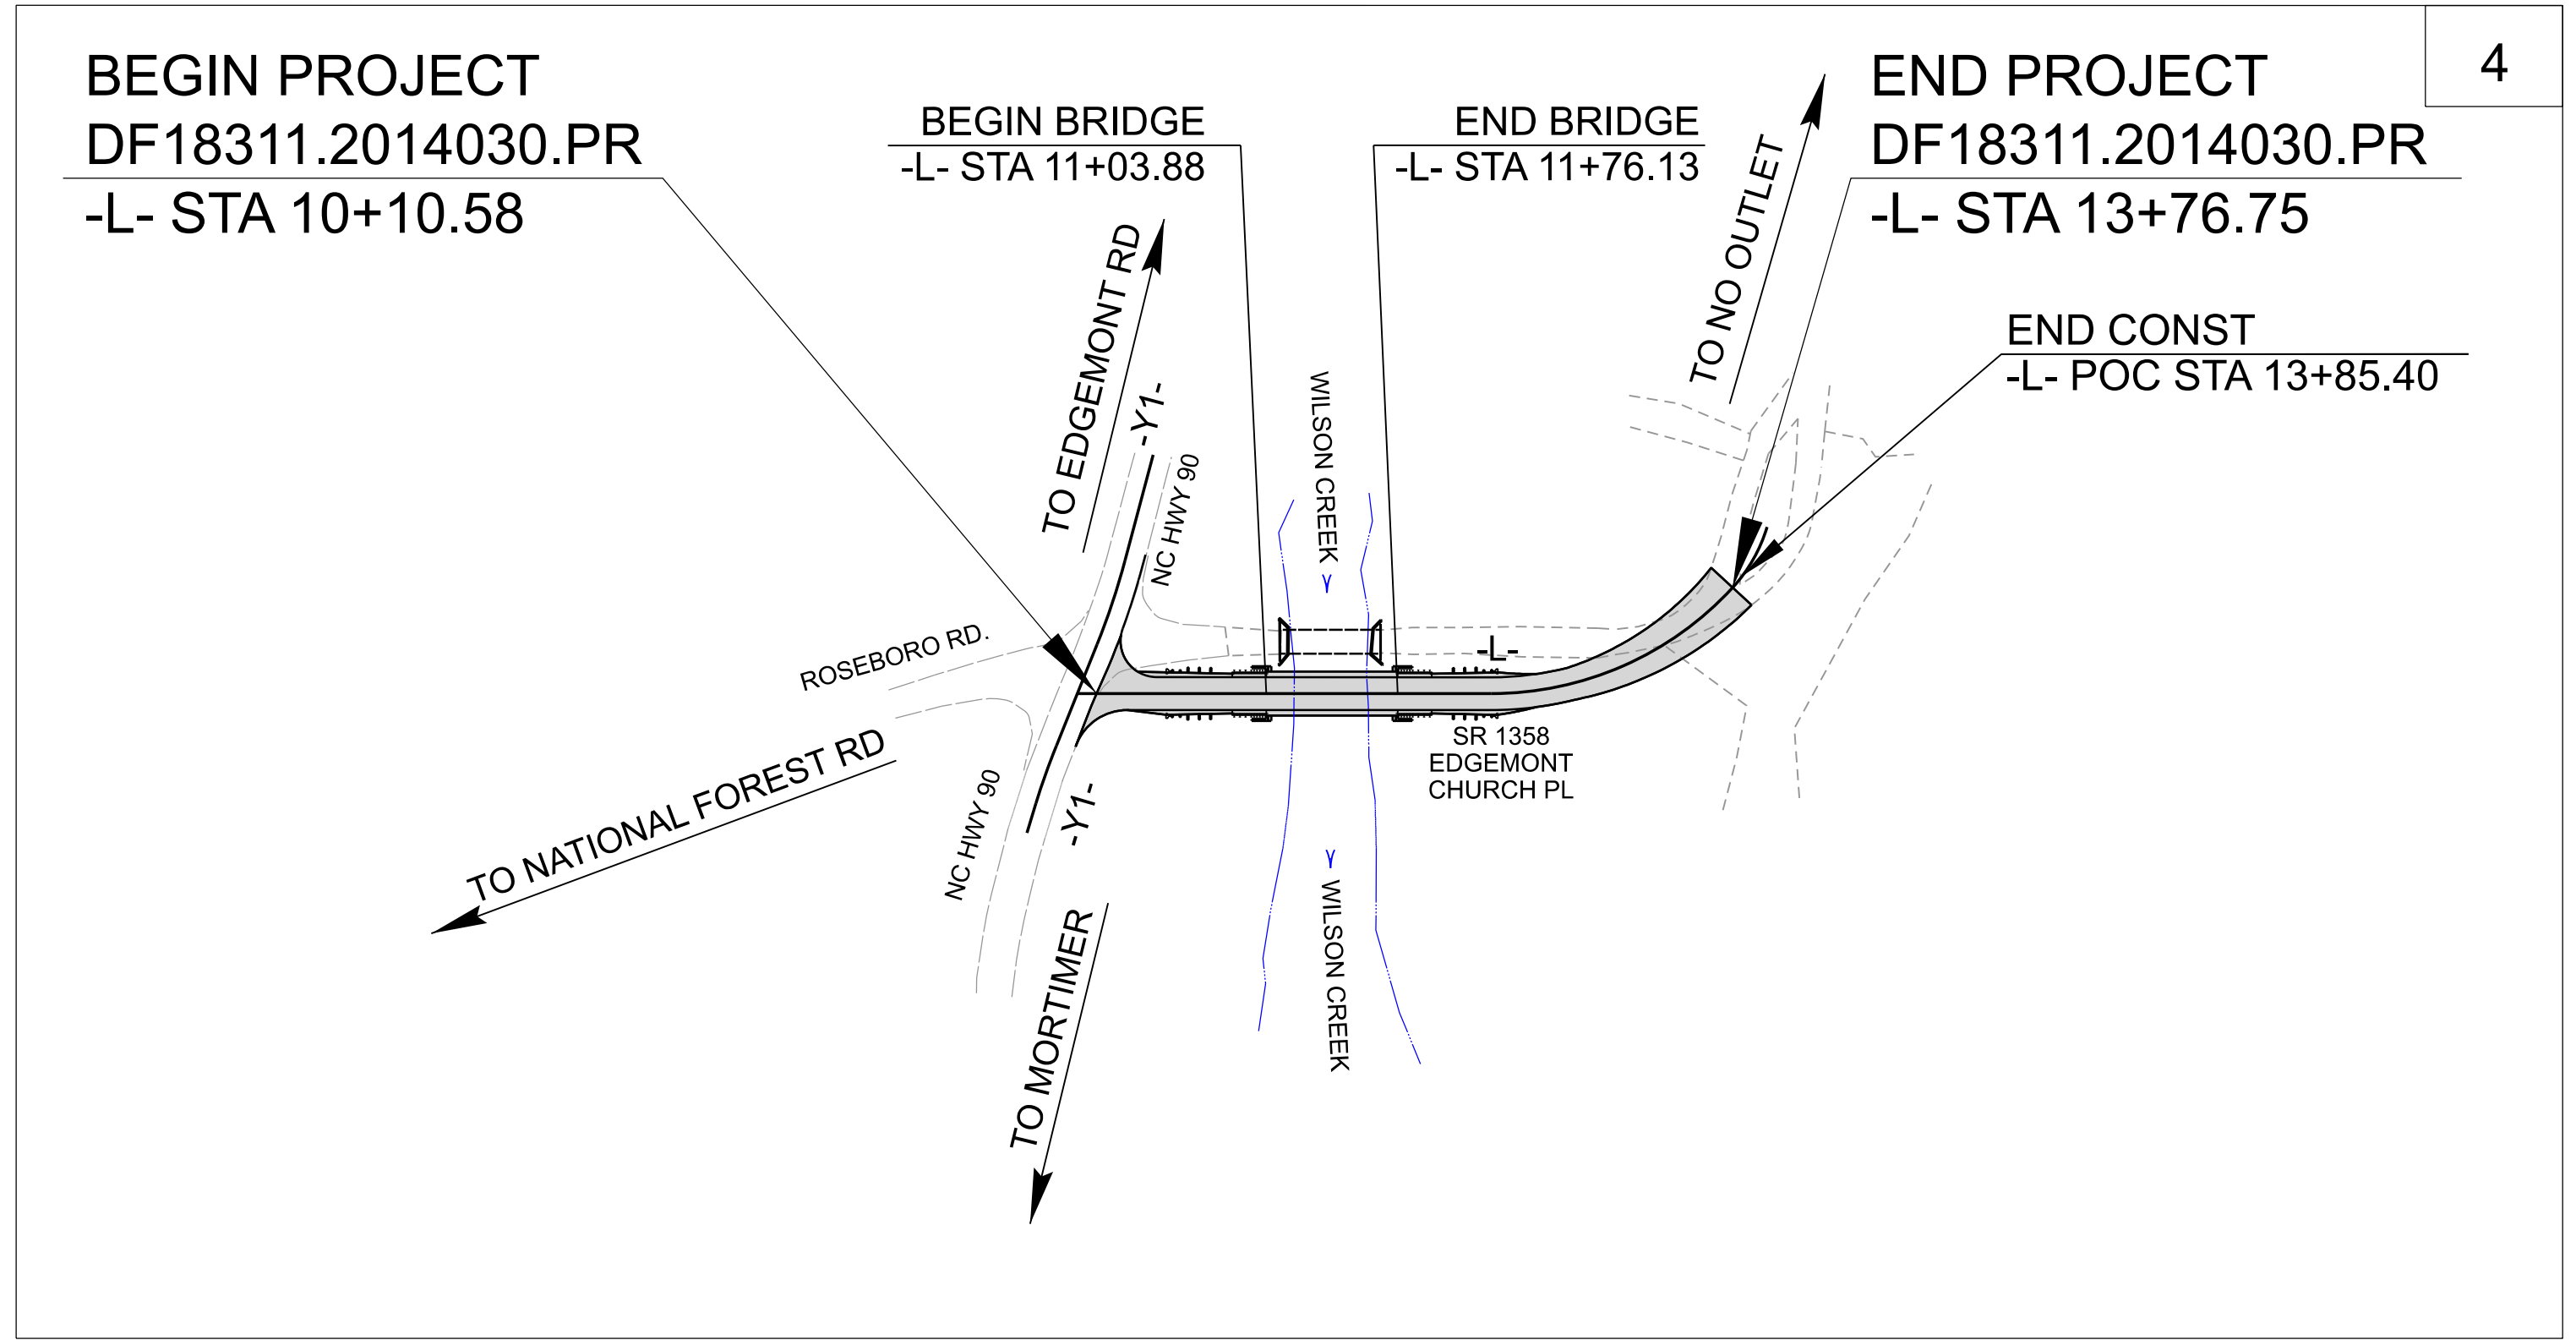 4
BEGIN PROJECT
DF18311.2014030.PR
-L- STA 10+10.58
BEGIN BRIDGE
-L- STA 11+03.88
END BRIDGE
-L- STA 11+76.13
END PROJECT
DF18311.2014030.PR
-L- STA 13+76.75
END CONST
-L- POC STA 13+85.40
TO EDGEMONT RD
-Y1-
NC HWY 90
WILSON CREEK
TO NO OUTLET
ROSEBORO RD.
-L-
SR 1358
EDGEMONT
CHURCH PL
TO NATIONAL FOREST RD
NC HWY 90
-Y1-
TO MORTIMER
WILSON CREEK